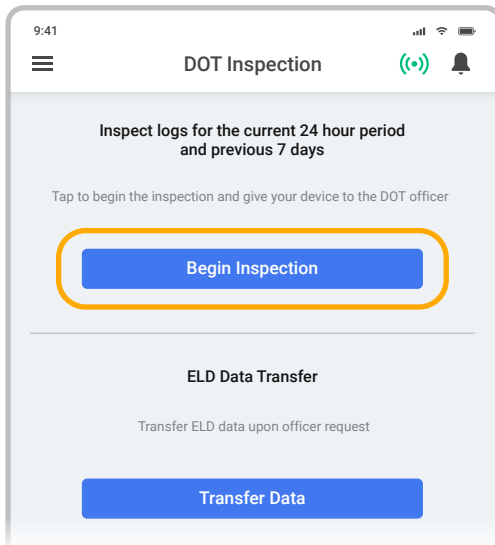 9:41
DOT Inspection
Inspect logs for the current 24 hour period
and previous 7 days
Tap to begin the inspection and give your device to the DOT officer
Begin Inspection
ELD Data Transfer
Transfer ELD data upon officer request
Transfer Data